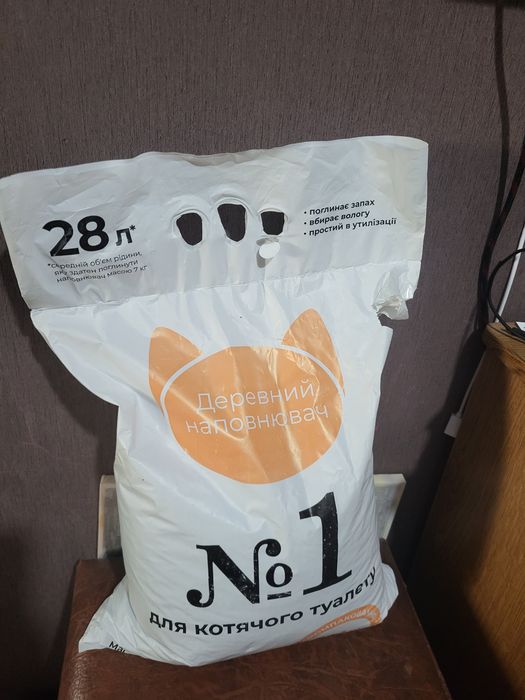 28 л*
*середній об'єм рідини,
яку здатен поглинути
наповнювач масою 7 кг
• поглинає запах
• вбирає вологу
• простий в утилізації
Деревний
наповнювач
№1
для котячого туалету